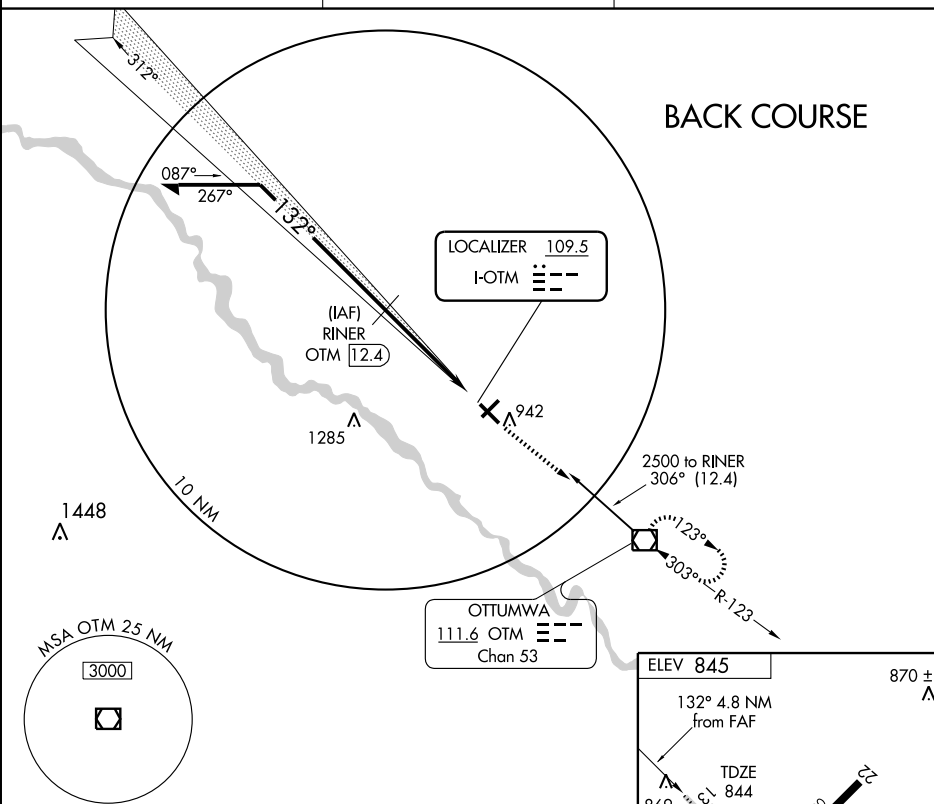 BACK COURSE
312°
087°
267°
132°
LOCALIZER 109.5
I-OTM
(IAF)
RINER
OTM 12.4
942
1285
2500 to RINER
306° (12.4)
10 NM
1448
123°
303°
R-123
OTTUMWA
111.6 OTM
Chan 53
MSA OTM 25 NM
3000
ELEV 845
870 ±
132° 4.8 NM
from FAF
TDZE
844
22
13